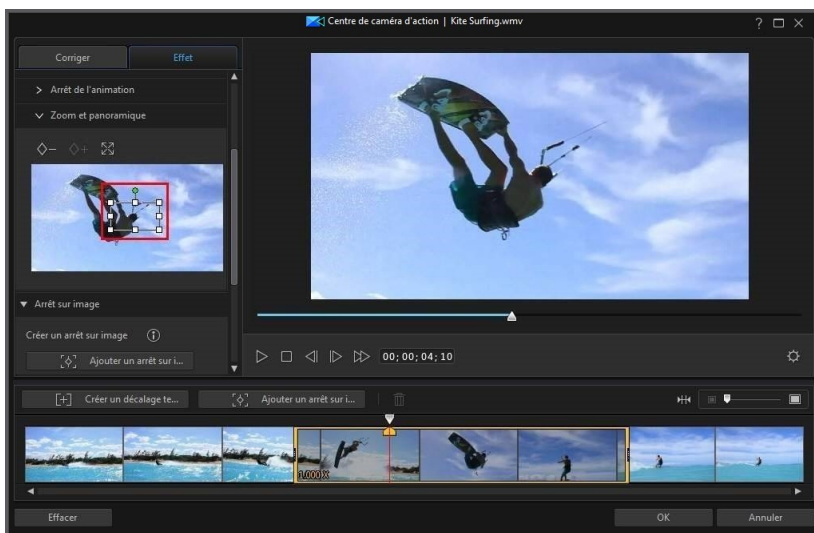 Centre de caméra d'action | Kite Surfing.wmv
Corriger
Effet
Arrêt de l'animation
Zoom et panoramique
Arrêt sur image
Créer un arrêt sur image
Ajouter un arrêt sur i...
00; 00; 04; 10
Créer un décalage te...
Ajouter un arrêt sur i...
1.000 X
Effacer
OK
Annuler